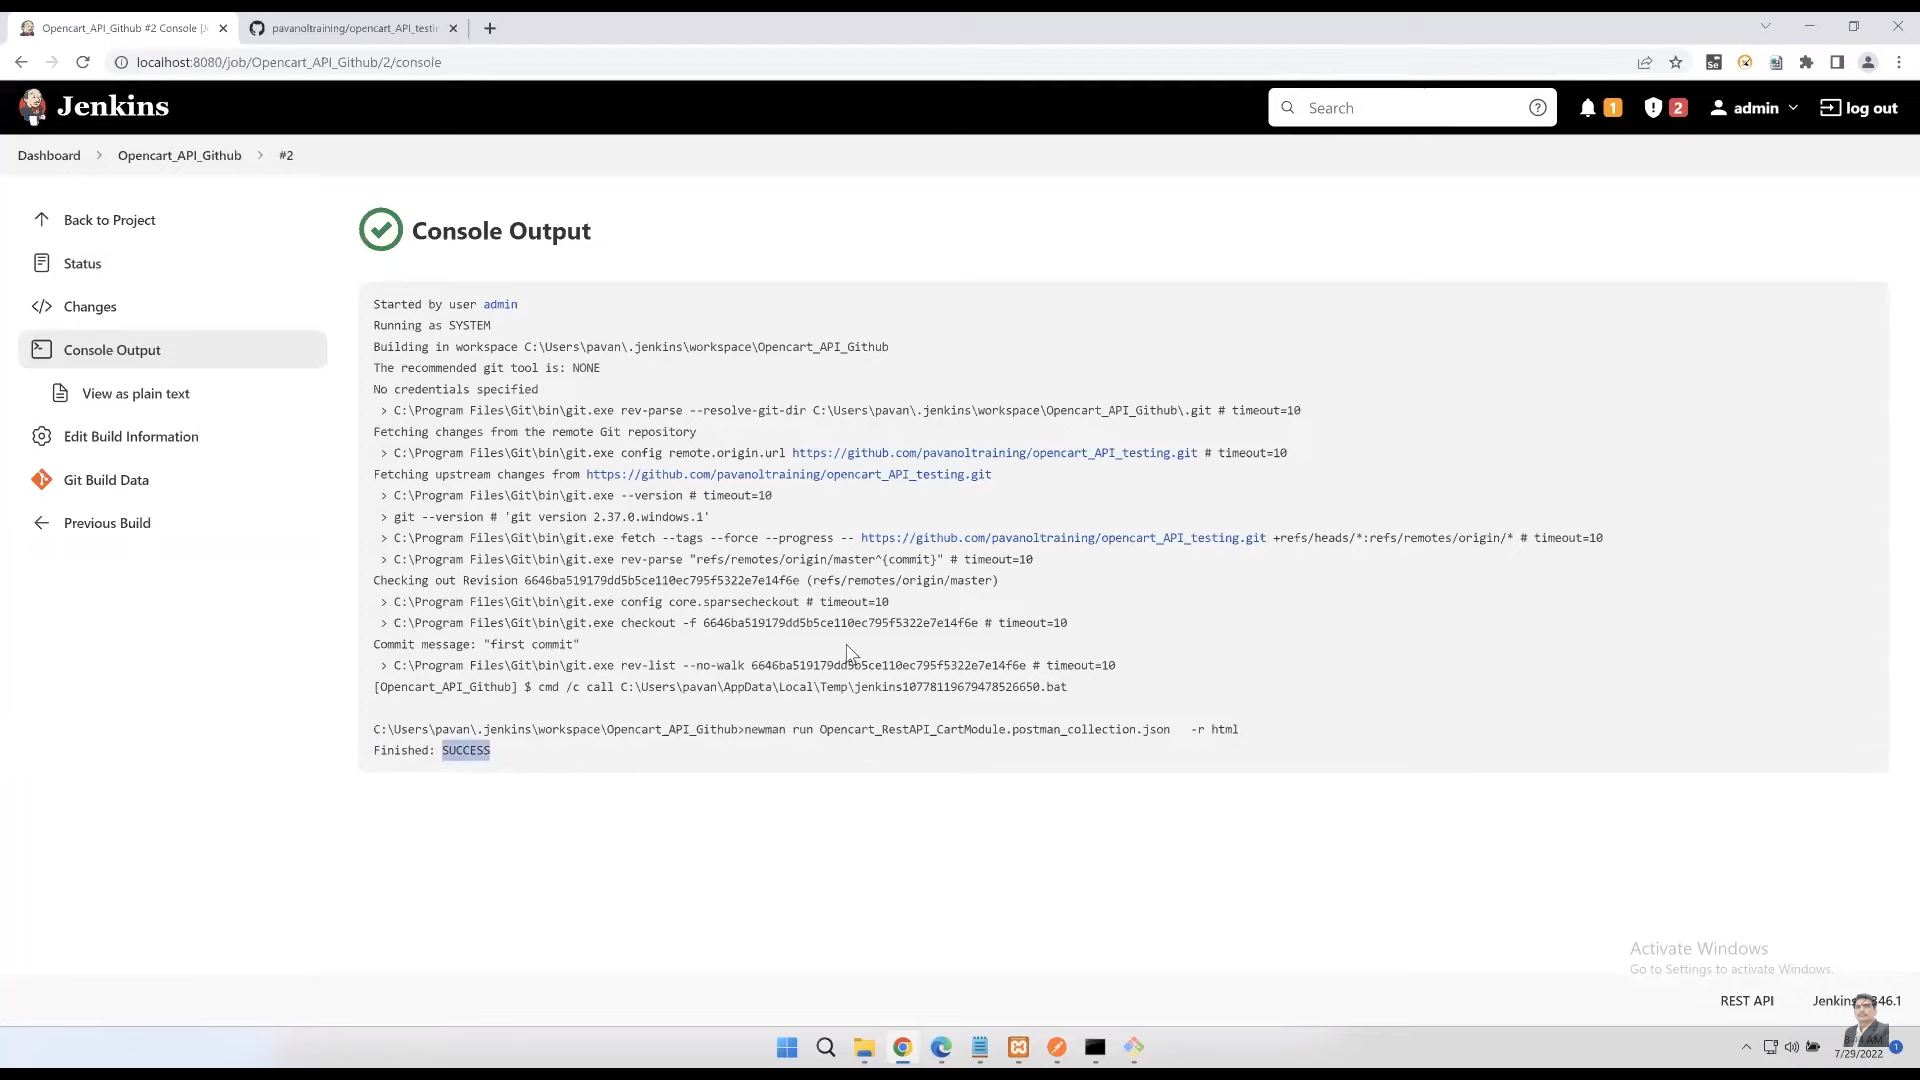 Opencart_API_Github #2 Console [J
pavanoltraining/opencart_API_testi
localhost:8080/job/Opencart_API_Github/2/console
Jenkins
Search
1
2
admin
log out
Dashboard
Opencart_API_Github
#2
Back to Project
Status
Changes
Console Output
View as plain text
Edit Build Information
Git Build Data
Previous Build
Console Output
Started by user admin
Running as SYSTEM
Building in workspace C:\Users\pavan\.jenkins\workspace\Opencart_API_Github
The recommended git tool is: NONE
No credentials specified
> C:\Program Files\Git\bin\git.exe rev-parse --resolve-git-dir C:\Users\pavan\.jenkins\workspace\Opencart_API_Github\.git # timeout=10
Fetching changes from the remote Git repository
> C:\Program Files\Git\bin\git.exe config remote.origin.url https://github.com/pavanoltraining/opencart_API_testing.git # timeout=10
Fetching upstream changes from https://github.com/pavanoltraining/opencart_API_testing.git
> C:\Program Files\Git\bin\git.exe --version # timeout=10
> git --version # 'git version 2.37.0.windows.1'
> C:\Program Files\Git\bin\git.exe fetch --tags --force --progress -- https://github.com/pavanoltraining/opencart_API_testing.git +refs/heads/*:refs/remotes/origin/* # timeout=10
> C:\Program Files\Git\bin\git.exe rev-parse "refs/remotes/origin/master^{commit}" # timeout=10
Checking out Revision 6646ba519179dd5b5ce110ec795f5322e7e14f6e (refs/remotes/origin/master)
> C:\Program Files\Git\bin\git.exe config core.sparsecheckout # timeout=10
> C:\Program Files\Git\bin\git.exe checkout -f 6646ba519179dd5b5ce110ec795f5322e7e14f6e # timeout=10
Commit message: "first commit"
> C:\Program Files\Git\bin\git.exe rev-list --no-walk 6646ba519179dd5b5ce110ec795f5322e7e14f6e # timeout=10
[Opencart_API_Github] $ cmd /c call C:\Users\pavan\AppData\Local\Temp\jenkins10778119679478526650.bat
C:\Users\pavan\.jenkins\workspace\Opencart_API_Github>newman run Opencart_RestAPI_CartModule.postman_collection.json -r html
Finished: SUCCESS
Activate Windows
Go to Settings to activate Windows.
REST API
Jenkins 46.1
AM
7/29/2022
1